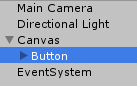 Main Camera
Directional Light
Canvas
Button
EventSystem